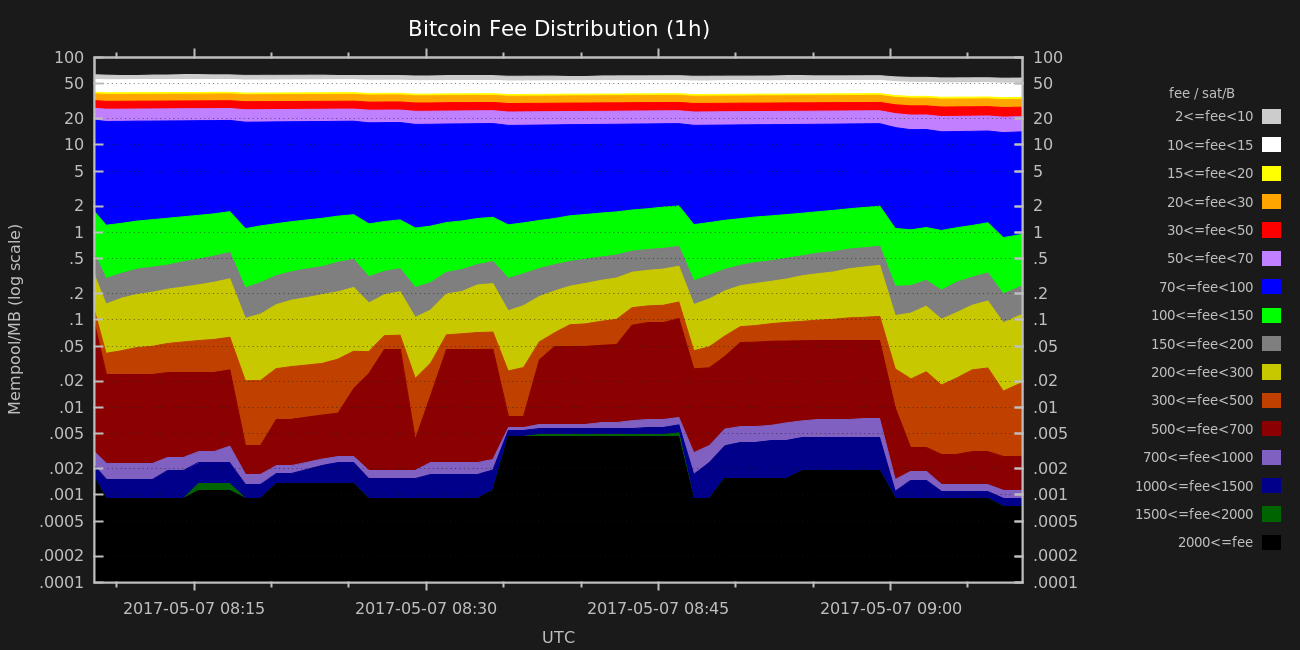 Bitcoin Fee Distribution (1h)
Mempool/MB (log scale)
100
50
20
10
5
2
1
.5
.2
.1
.05
.02
.01
.005
.002
.001
.0005
.0002
.0001
100
50
20
10
5
2
1
.5
.2
.1
.05
.02
.01
.005
.002
.001
.0005
.0002
.0001
2017-05-07 08:15
2017-05-07 08:30
2017-05-07 08:45
2017-05-07 09:00
UTC
fee / sat/B
2<=fee<10
10<=fee<15
15<=fee<20
20<=fee<30
30<=fee<50
50<=fee<70
70<=fee<100
100<=fee<150
150<=fee<200
200<=fee<300
300<=fee<500
500<=fee<700
700<=fee<1000
1000<=fee<1500
1500<=fee<2000
2000<=fee